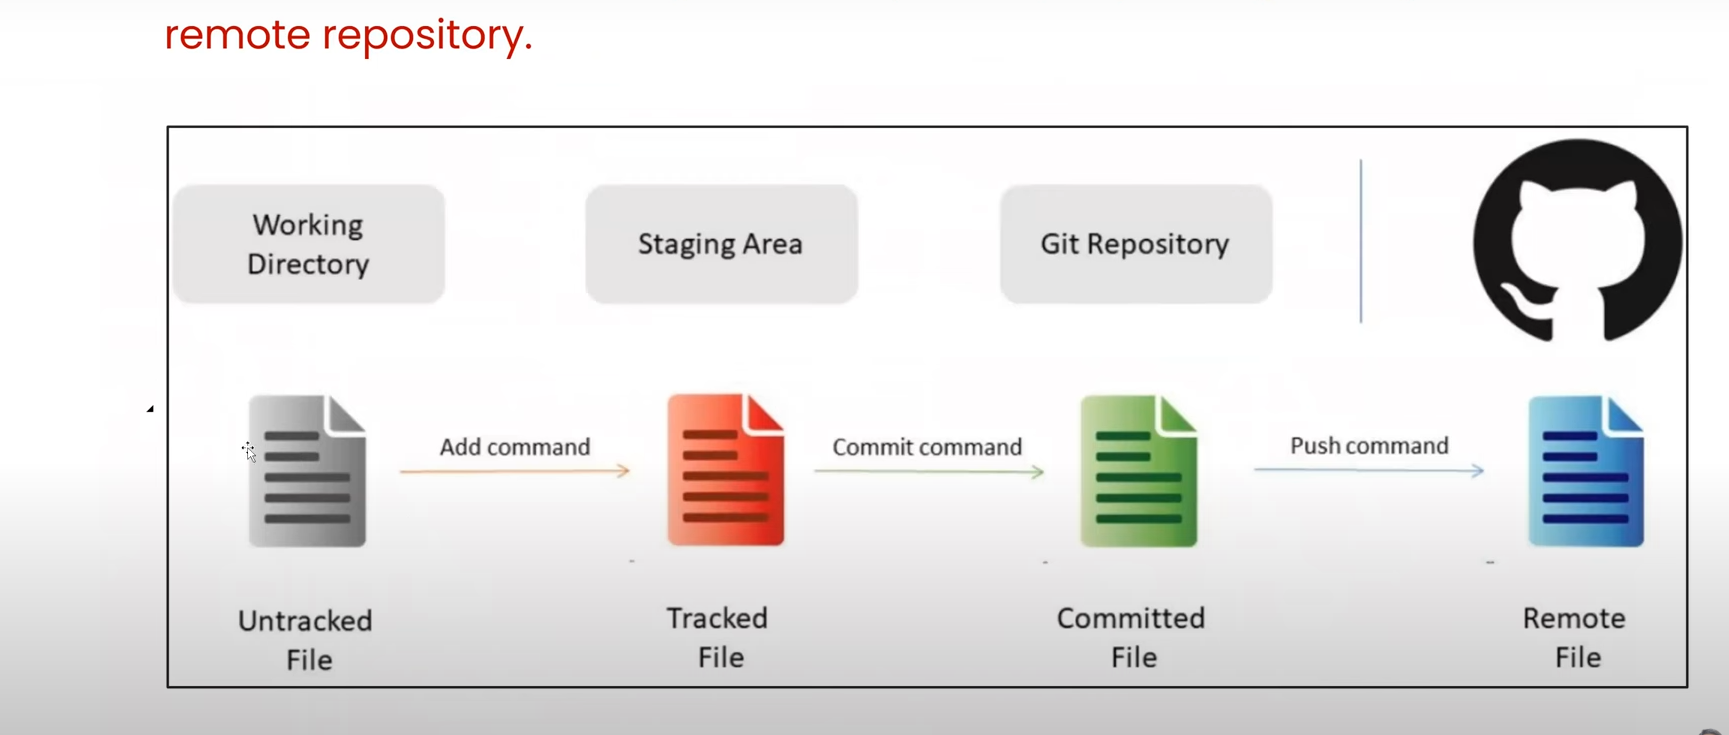 remote repository.
Working
Directory
Staging Area
Git Repository
Add command
Commit command
Push command
Untracked
File
Tracked
File
Committed
File
Remote
File